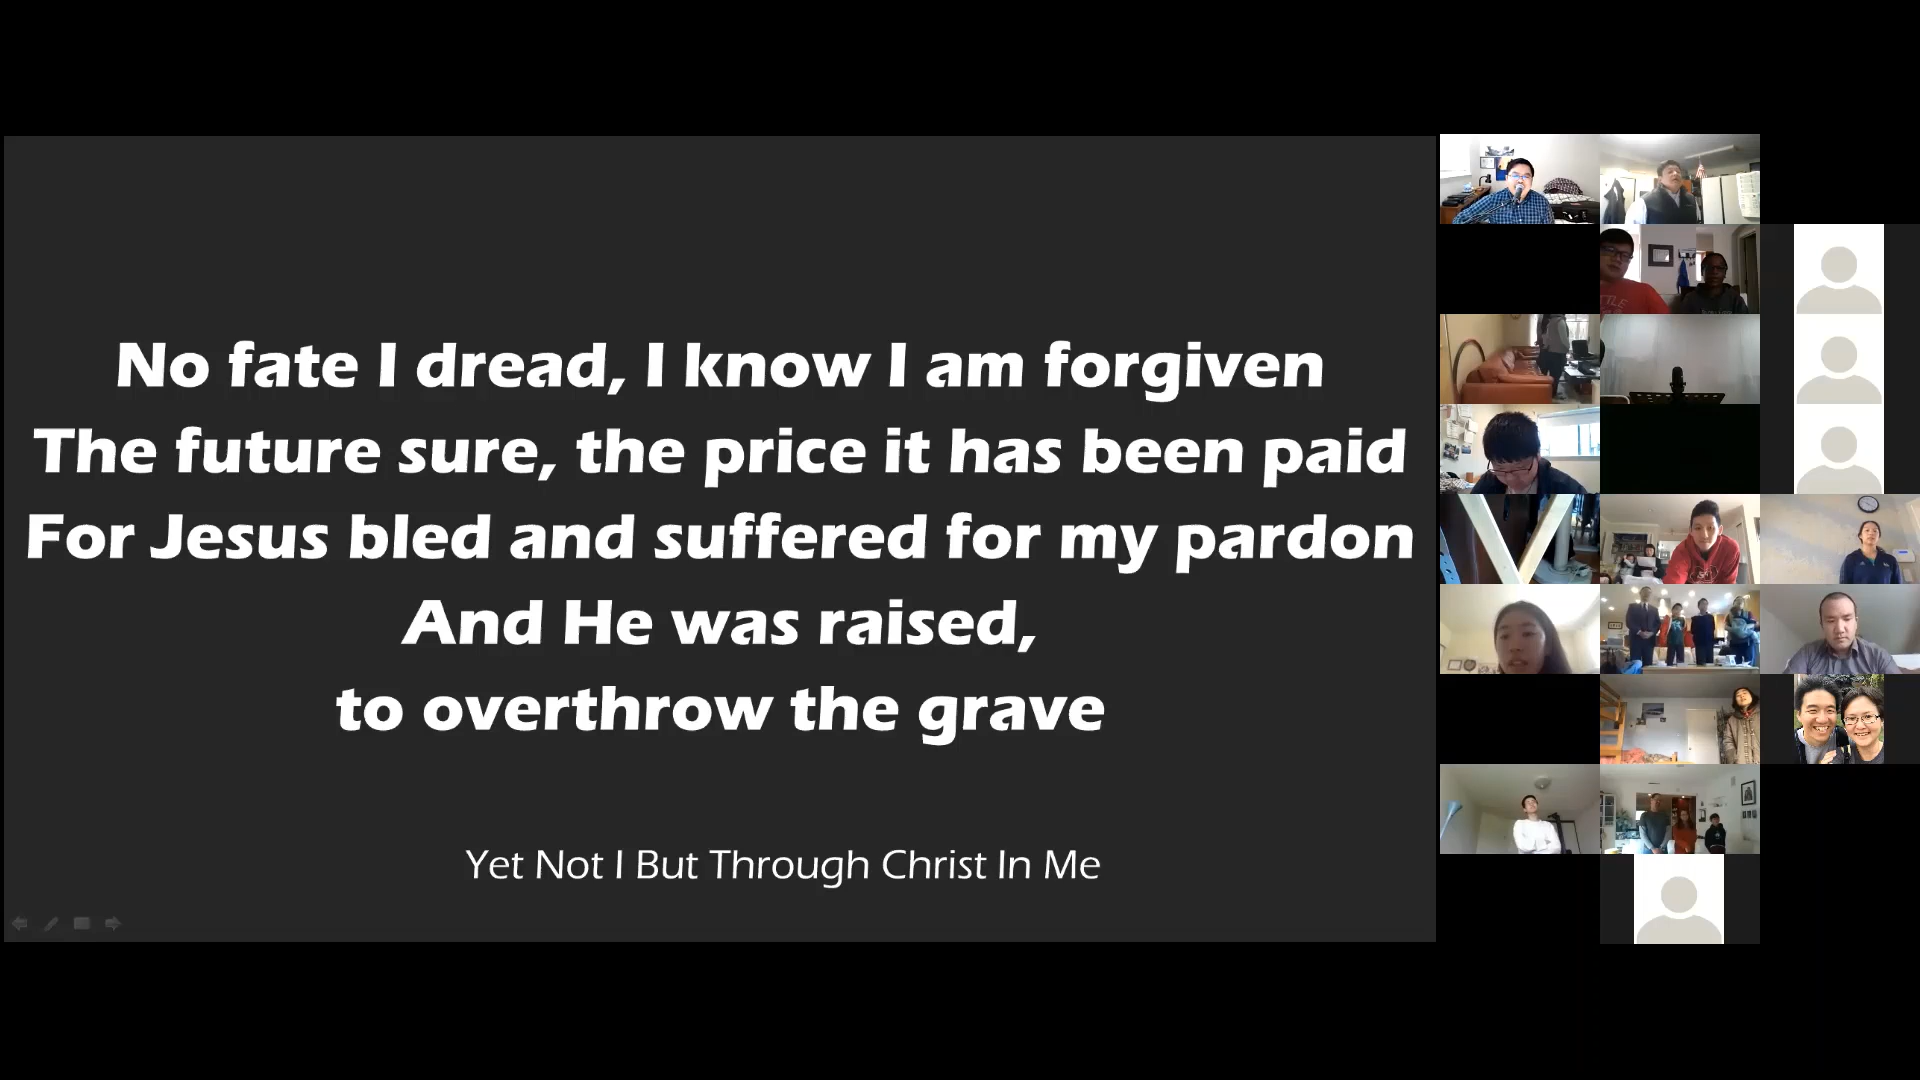 No fate I dread, I know I am forgiven
The future sure, the price it has been paid
For Jesus bled and suffered for my pardon
And He was raised,
to overthrow the grave
Yet Not I But Through Christ In Me